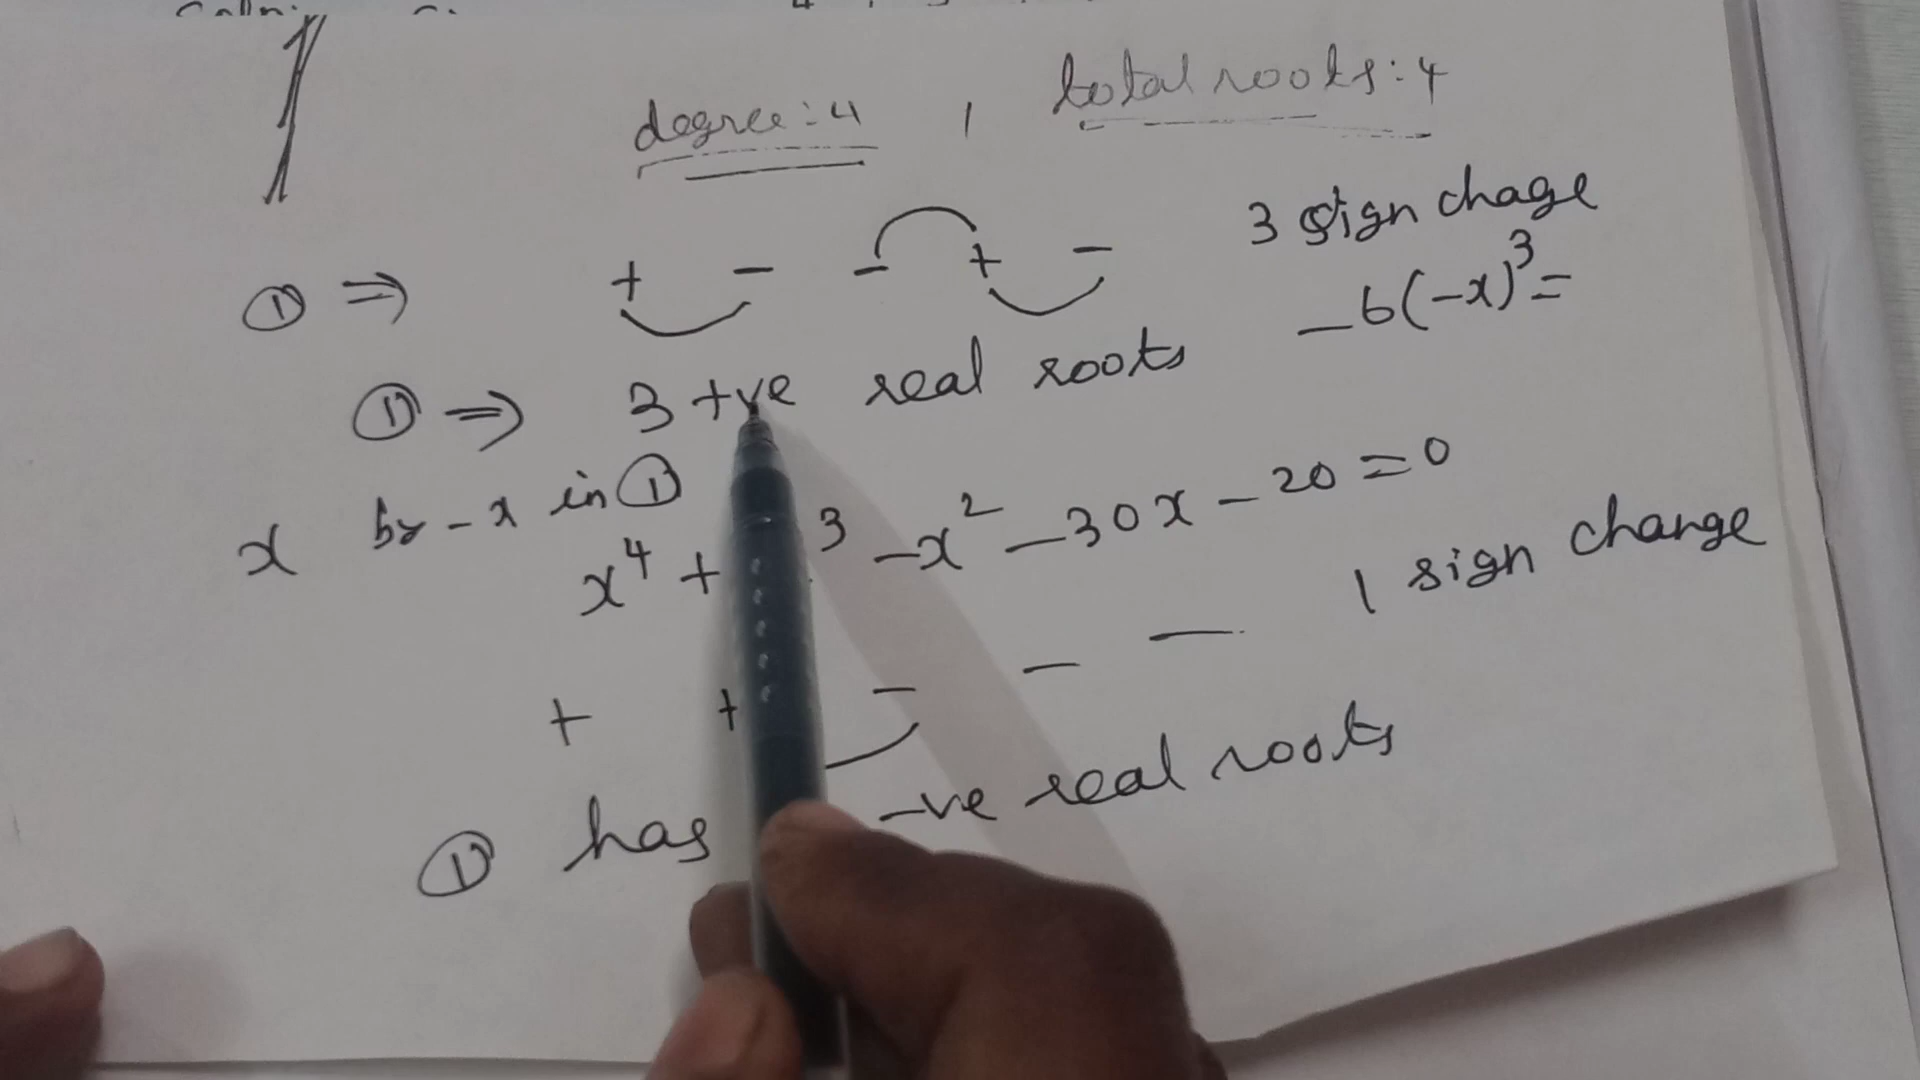 degree : 4 , total roots : 4
① ⇒ + - - + - 3 sign chage
-6(-x)³ =
① ⇒ 3 +ve real roots
x by -x in ①
x⁴ + 3 -x² -30x -20 = 0
+ + - - - 1 sign change
① has -ve real roots